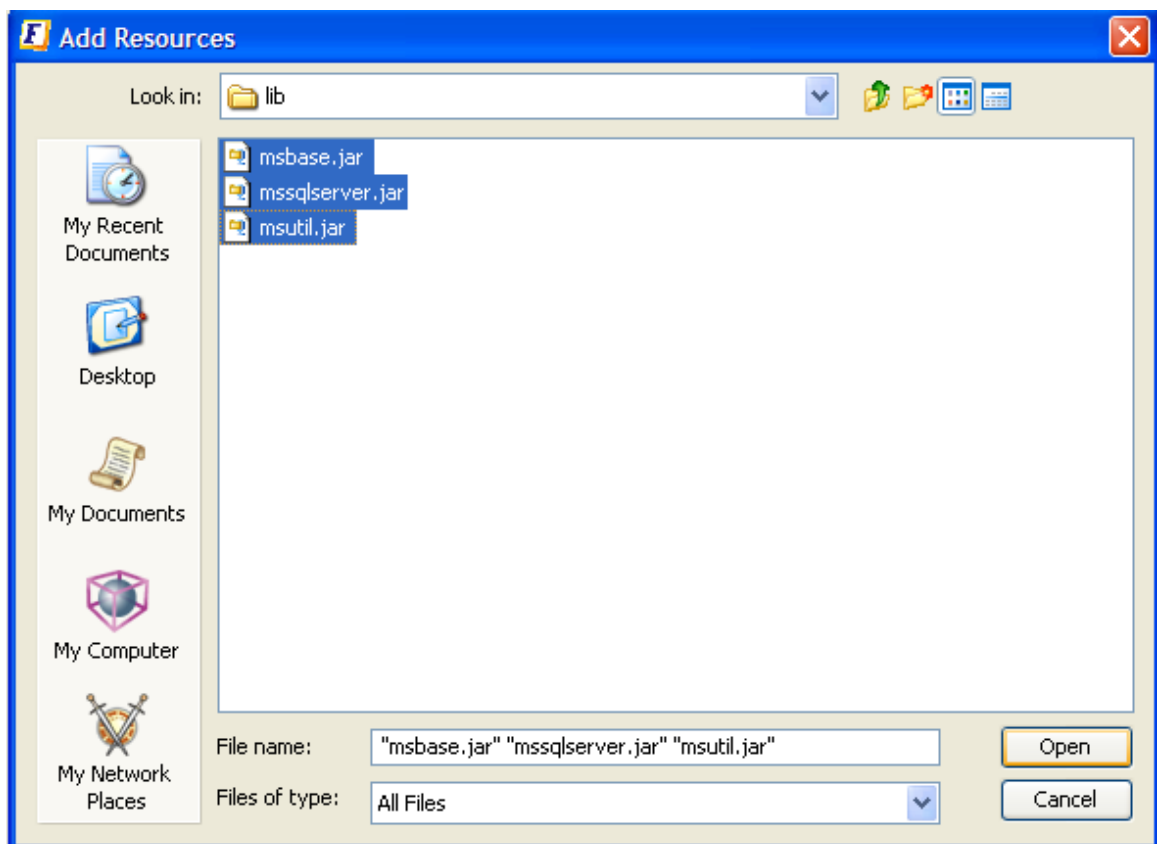 Add Resources
Look in:
lib
msbase.jar
mssqlserver.jar
msutil.jar
My Recent
Documents
Desktop
My Documents
My Computer
My Network
Places
File name:
"msbase.jar" "mssqlserver.jar" "msutil.jar"
Open
Files of type:
All Files
Cancel